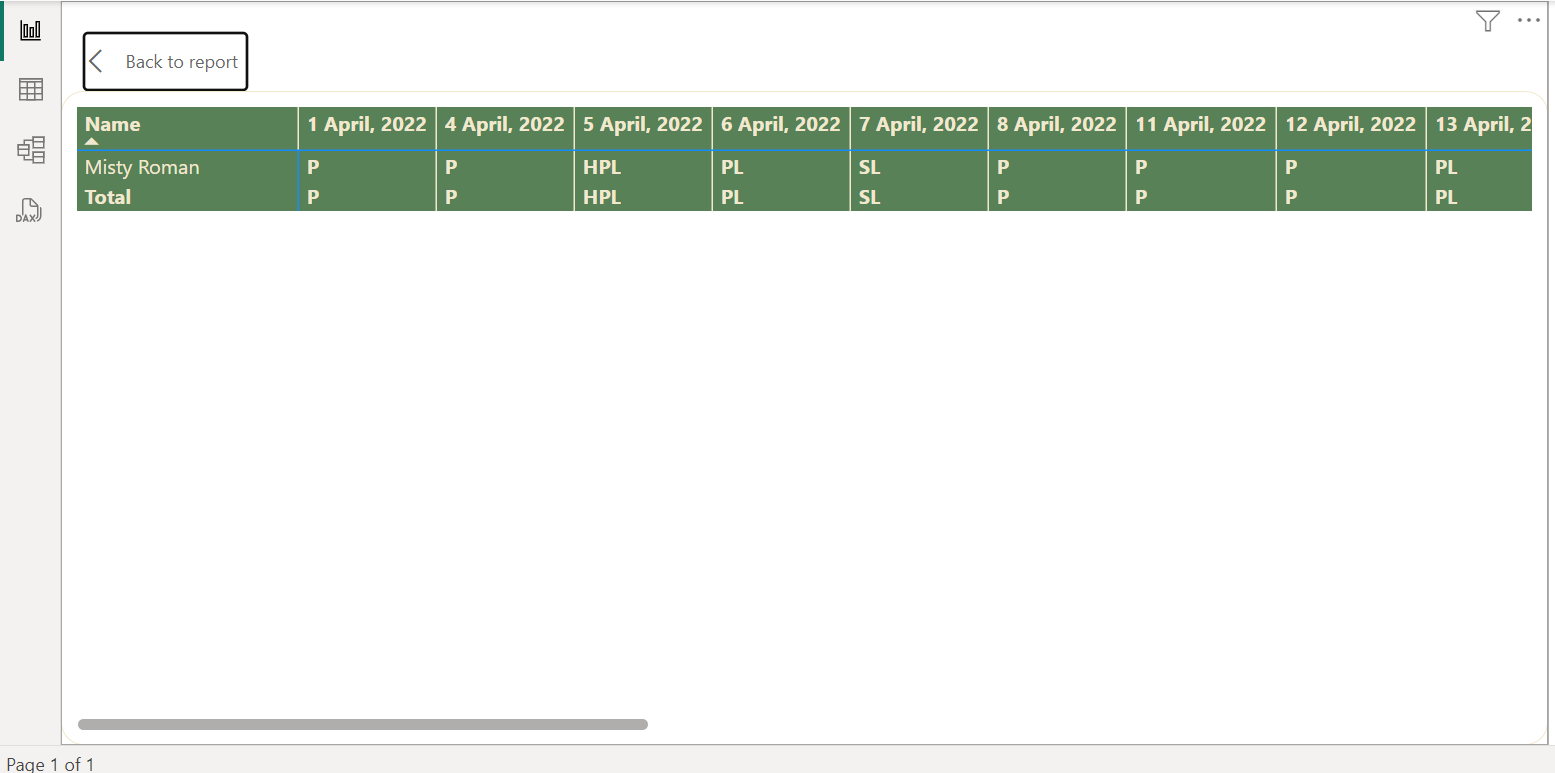 Back to report
Name 1 April, 2022 4 April, 2022 5 April, 2022 6 April, 2022 7 April, 2022 8 April, 2022 11 April, 2022 12 April, 2022 13 April, 2
Misty Roman P P HPL PL SL P P P PL
Total P P HPL PL SL P P P PL
DAX
Page 1 of 1